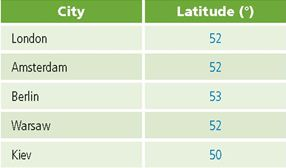 City Latitude (°)
London 52
Amsterdam 52
Berlin 53
Warsaw 52
Kiev 50